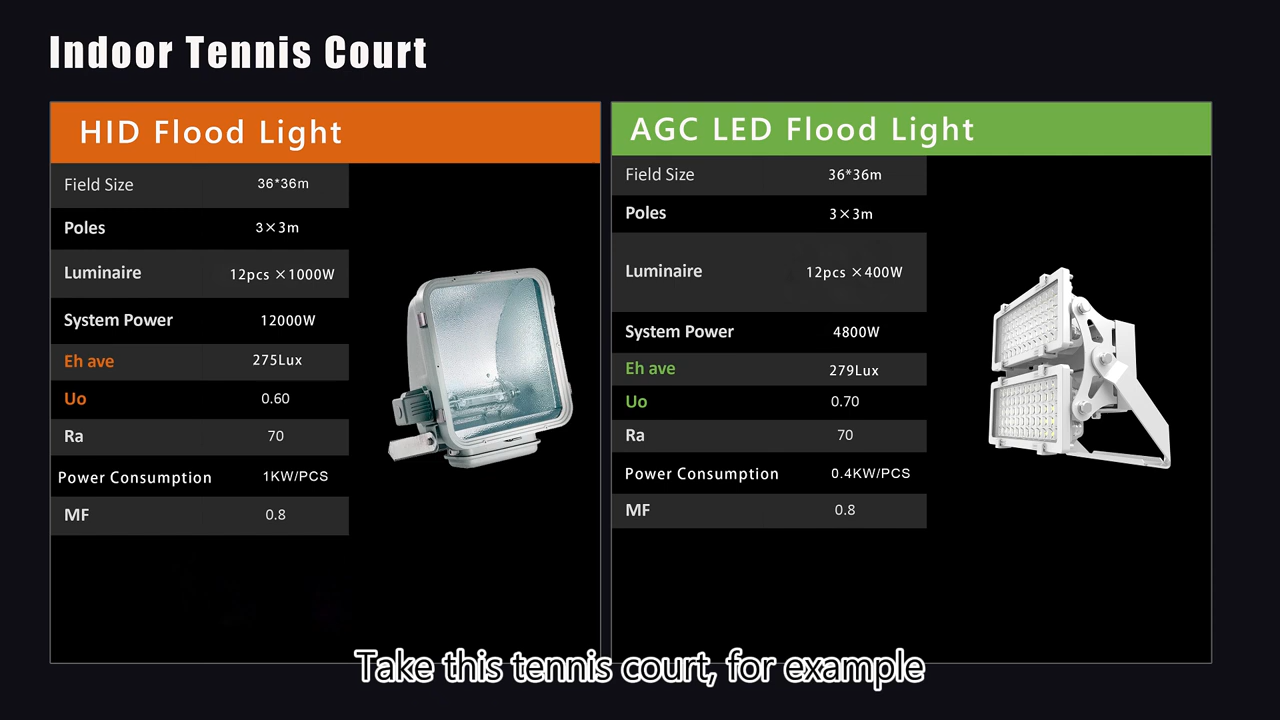 Indoor Tennis Court
HID Flood Light
Field Size 36*36m
Poles 3×3m
Luminaire 12pcs ×1000W
System Power 12000W
Eh ave 275Lux
Uo 0.60
Ra 70
Power Consumption 1KW/PCS
MF 0.8
AGC LED Flood Light
Field Size 36*36m
Poles 3×3m
Luminaire 12pcs ×400W
System Power 4800W
Eh ave 279Lux
Uo 0.70
Ra 70
Power Consumption 0.4KW/PCS
MF 0.8
Take this tennis court, for example